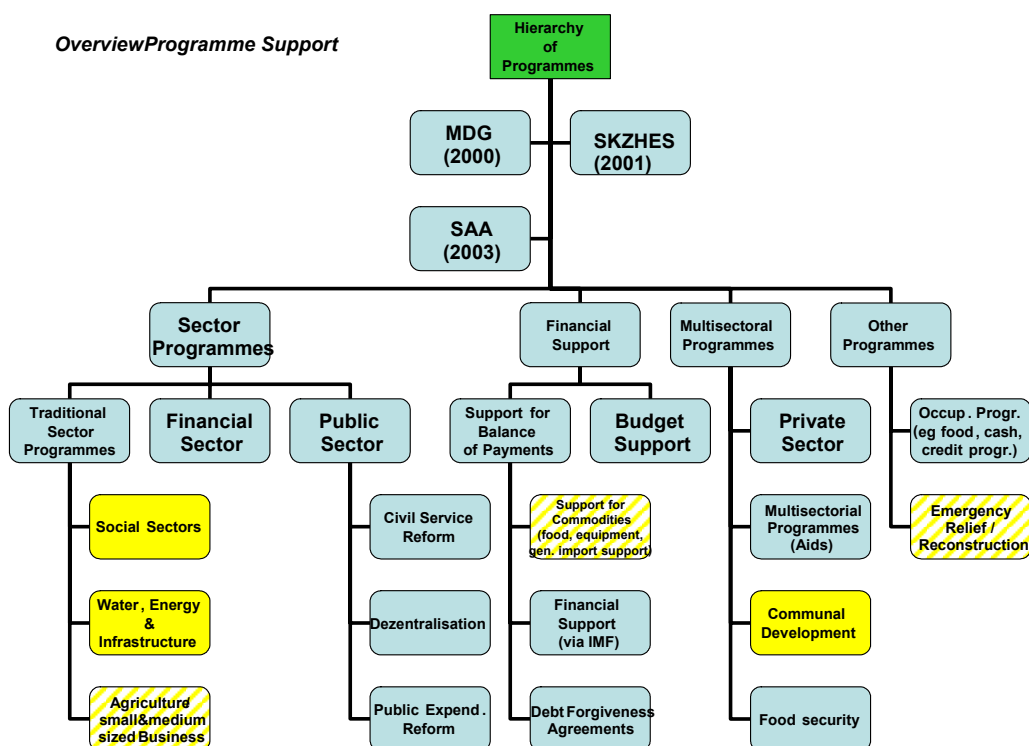 OverviewProgramme Support
Hierarchy
of
Programmes
MDG
(2000)
SKZHES
(2001)
SAA
(2003)
Sector
Programmes
Financial
Support
Multisectoral
Programmes
Other
Programmes
Traditional
Sector
Programmes
Financial
Sector
Public
Sector
Support for
Balance
of Payments
Budget
Support
Private
Sector
Occup. Progr.
(eg food, cash,
credit progr.)
Social Sectors
Civil Service
Reform
Support for
Commodities
(food, equipment,
gen. import support)
Multisectorial
Programmes
(Aids)
Emergency
Relief /
Reconstruction
Water, Energy
&
Infrastructure
Dezentralisation
Financial
Support
(via IMF)
Communal
Development
Agriculture/
small&medium
sized Business
Public Expend.
Reform
Debt Forgiveness
Agreements
Food security